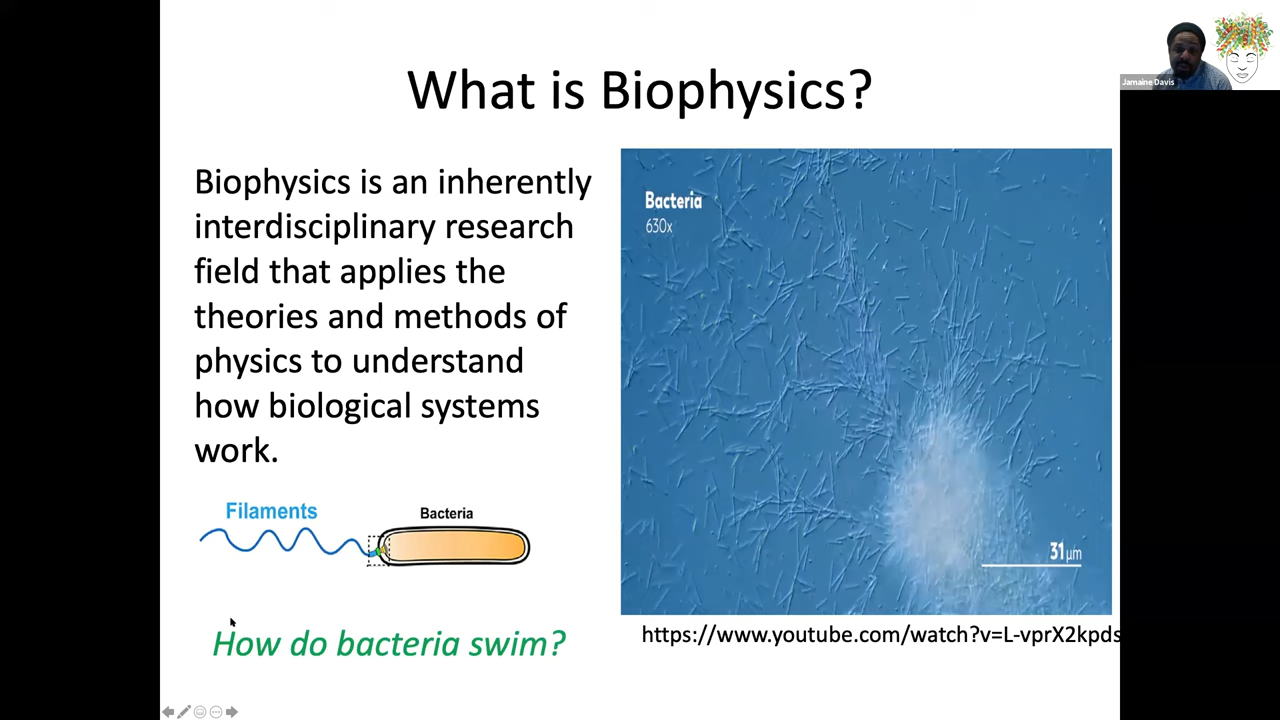 What is Biophysics?
Jamaine Davis
Biophysics is an inherently
interdisciplinary research
field that applies the
theories and methods of
physics to understand
how biological systems
work.
Bacteria
630x
31 µm
Filaments
Bacteria
How do bacteria swim?
https://www.youtube.com/watch?v=L-vprX2kpds